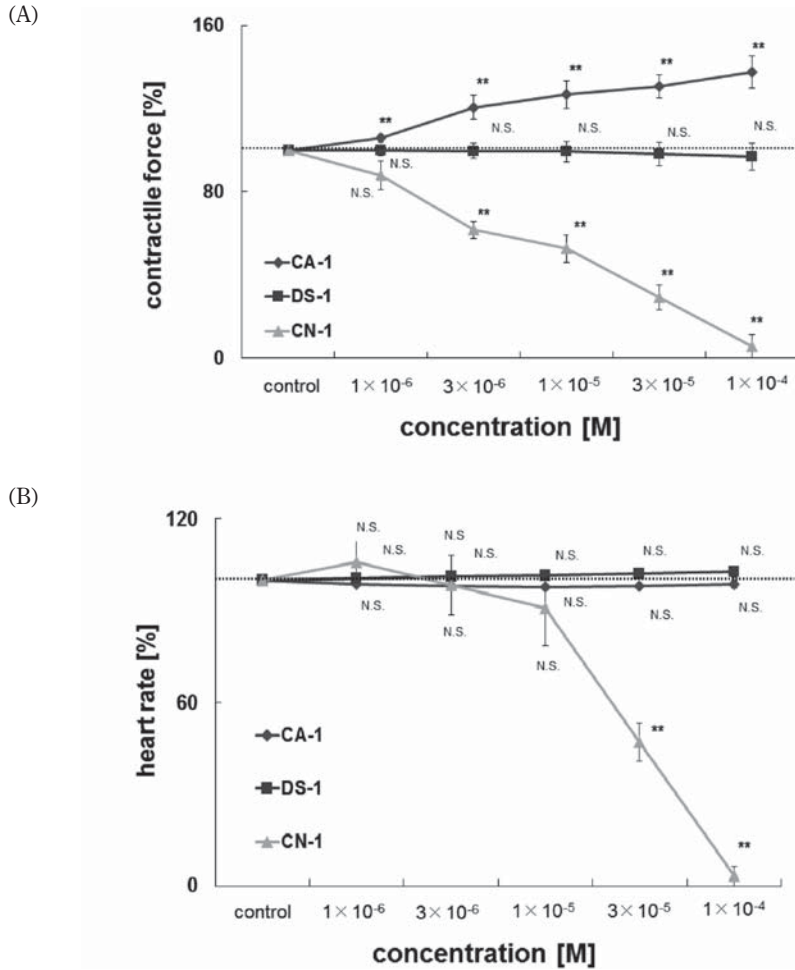 (A)
160
**
**
**
**
**
N.S.
N.S.
N.S.
N.S.
N.S.
N.S.
**
**
**
**
80
0
contractile force [%]
CA-1
DS-1
CN-1
control
1×10-6
3×10-6
1×10-5
3×10-5
1×10-4
concentration [M]
(B)
120
N.S.
N.S.
N.S
N.S.
N.S.
N.S.
N.S.
N.S.
N.S.
N.S.
N.S.
N.S.
N.S.
**
**
60
0
heart rate [%]
CA-1
DS-1
CN-1
control
1×10-6
3×10-6
1×10-5
3×10-5
1×10-4
concentration [M]